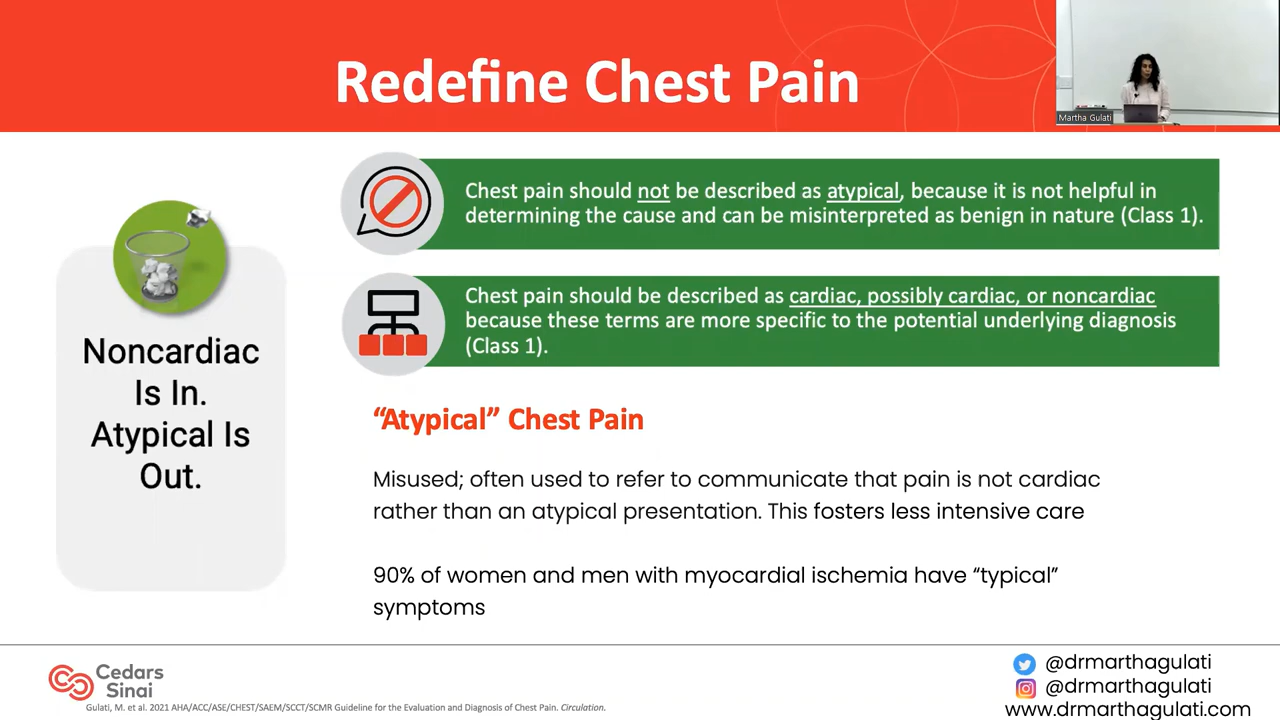 Redefine Chest Pain
Martha Gulati
Chest pain should not be described as atypical, because it is not helpful in
determining the cause and can be misinterpreted as benign in nature (Class 1).
Chest pain should be described as cardiac, possibly cardiac, or noncardiac
because these terms are more specific to the potential underlying diagnosis
(Class 1).
Noncardiac
Is In.
Atypical Is
Out.
“Atypical” Chest Pain
Misused; often used to refer to communicate that pain is not cardiac
rather than an atypical presentation. This fosters less intensive care
90% of women and men with myocardial ischemia have “typical”
symptoms
Cedars
Sinai
Gulati, M. et al. 2021 AHA/ACC/ASE/CHEST/SAEM/SCCT/SCMR Guideline for the Evaluation and Diagnosis of Chest Pain. Circulation.
@drmarthagulati
@drmarthagulati
www.drmarthagulati.com